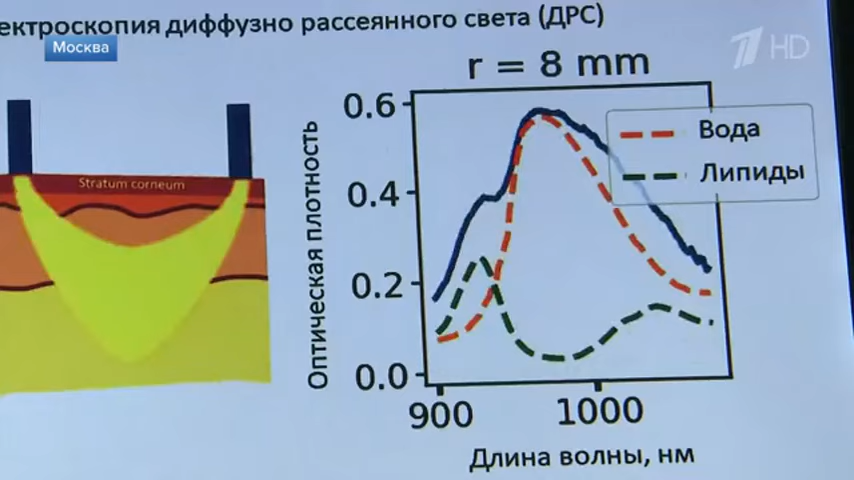 ектроскопия диффузно рассеянного света (ДРС)
Москва
1 HD
r = 8 mm
Stratum corneum
Оптическая плотность
0.6
0.4
0.2
0.0
Вода
Липиды
900
1000
Длина волны, нм